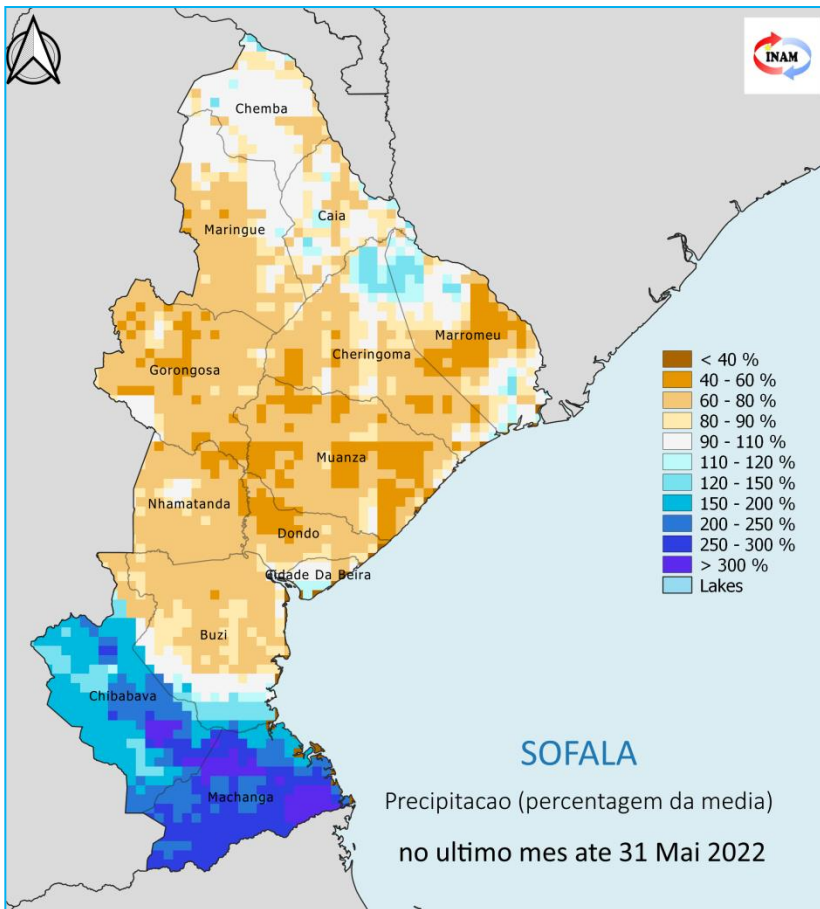 INAM
Chemba
Caia
Maringue
Marromeu
Cheringoma
Gorongosa
Muanza
Nhamatanda
Dondo
Cidade Da Beira
Buzi
Chibabava
Machanga
< 40 %
40 - 60 %
60 - 80 %
80 - 90 %
90 - 110 %
110 - 120 %
120 - 150 %
150 - 200 %
200 - 250 %
250 - 300 %
> 300 %
Lakes
SOFALA
Precipitacao (percentagem da media)
no ultimo mes ate 31 Mai 2022